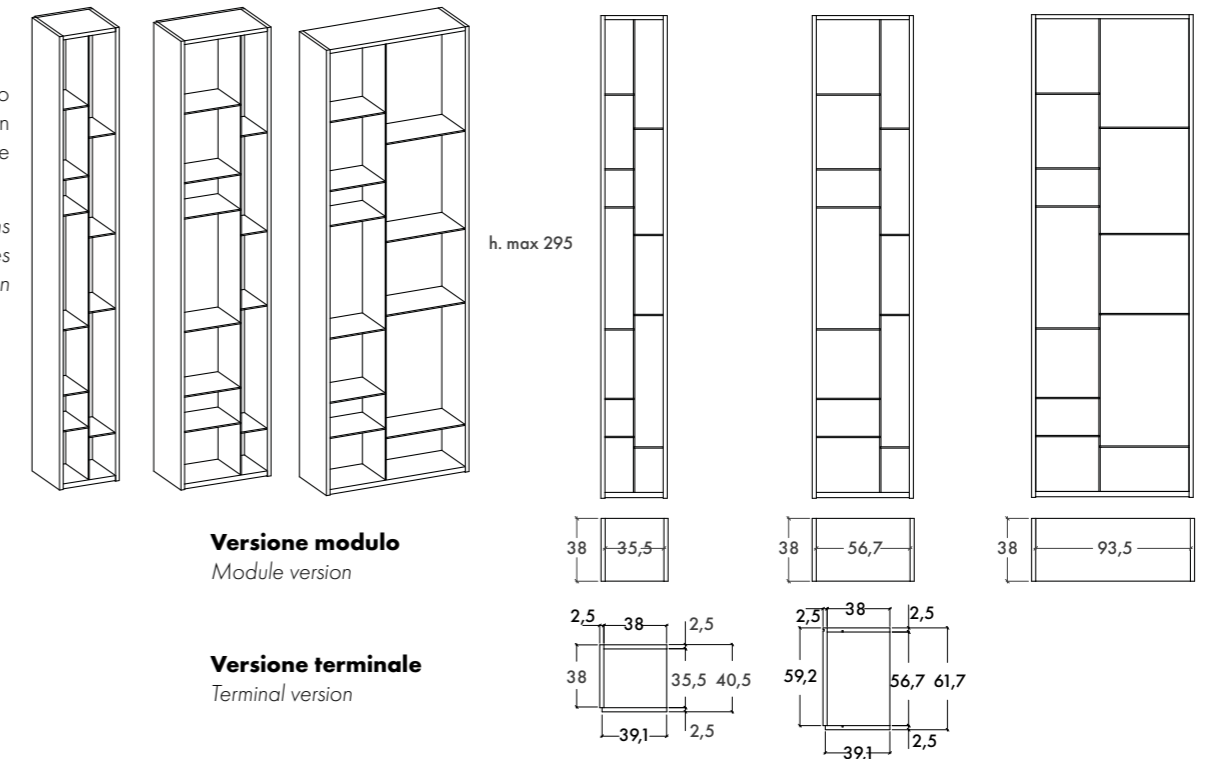 o
n
e
ns
es
n
h. max 295
Versione modulo
Module version
38 35,5
38 56,7
38 93,5
Versione terminale
Terminal version
2,5 38 2,5
38 35,5 40,5
39,1 2,5
2,5 38 2,5
59,2 56,7 61,7
39,1 2,5